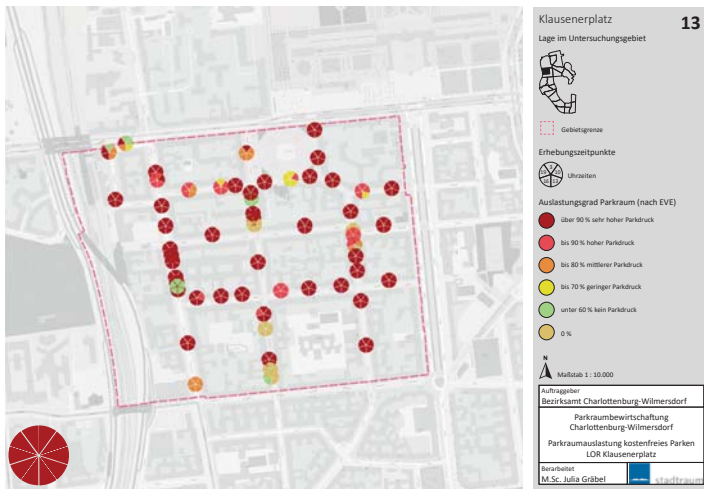 Klausenerplatz
13
Lage im Untersuchungsgebiet
Gebietsgrenze
Erhebungszeitpunkte
Uhrzeiten
Auslastungsgrad Parkraum (nach EVE)
über 90 % sehr hoher Parkdruck
bis 90 % hoher Parkdruck
bis 80 % mittlerer Parkdruck
bis 70 % geringer Parkdruck
unter 60 % kein Parkdruck
0 %
N
Maßstab 1 : 10.000
Auftraggeber
Bezirksamt Charlottenburg-Wilmersdorf
Parkraumbewirtschaftung
Charlottenburg-Wilmersdorf
Parkraumauslastung kostenfreies Parken
LOR Klausenerplatz
Berarbeitet
M.Sc. Julia Gräbel
stadtraum